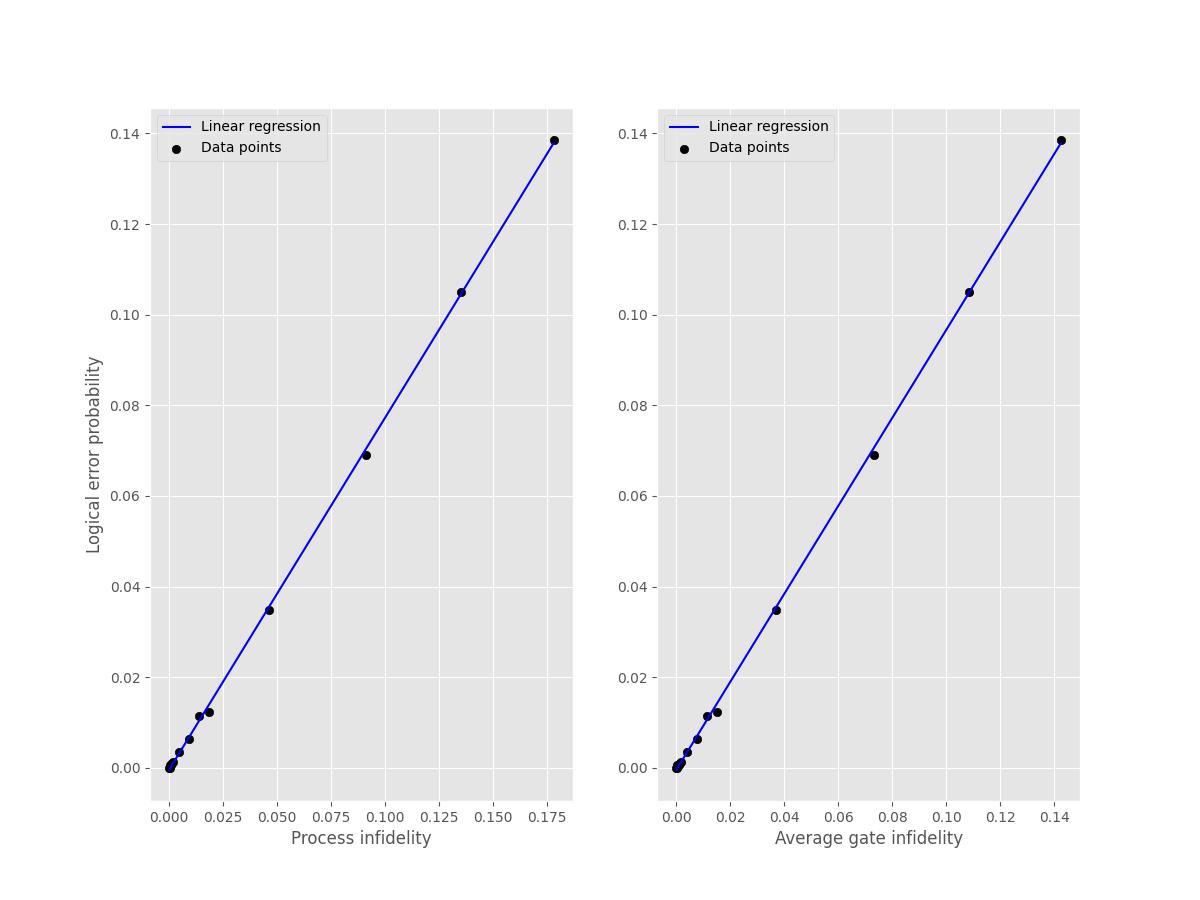 Linear regression
Data points
0.14
0.12
0.10
0.08
0.06
0.04
0.02
0.00
Logical error probability
0.000 0.025 0.050 0.075 0.100 0.125 0.150 0.175
Process infidelity
Linear regression
Data points
0.14
0.12
0.10
0.08
0.06
0.04
0.02
0.00
0.00 0.02 0.04 0.06 0.08 0.10 0.12 0.14
Average gate infidelity